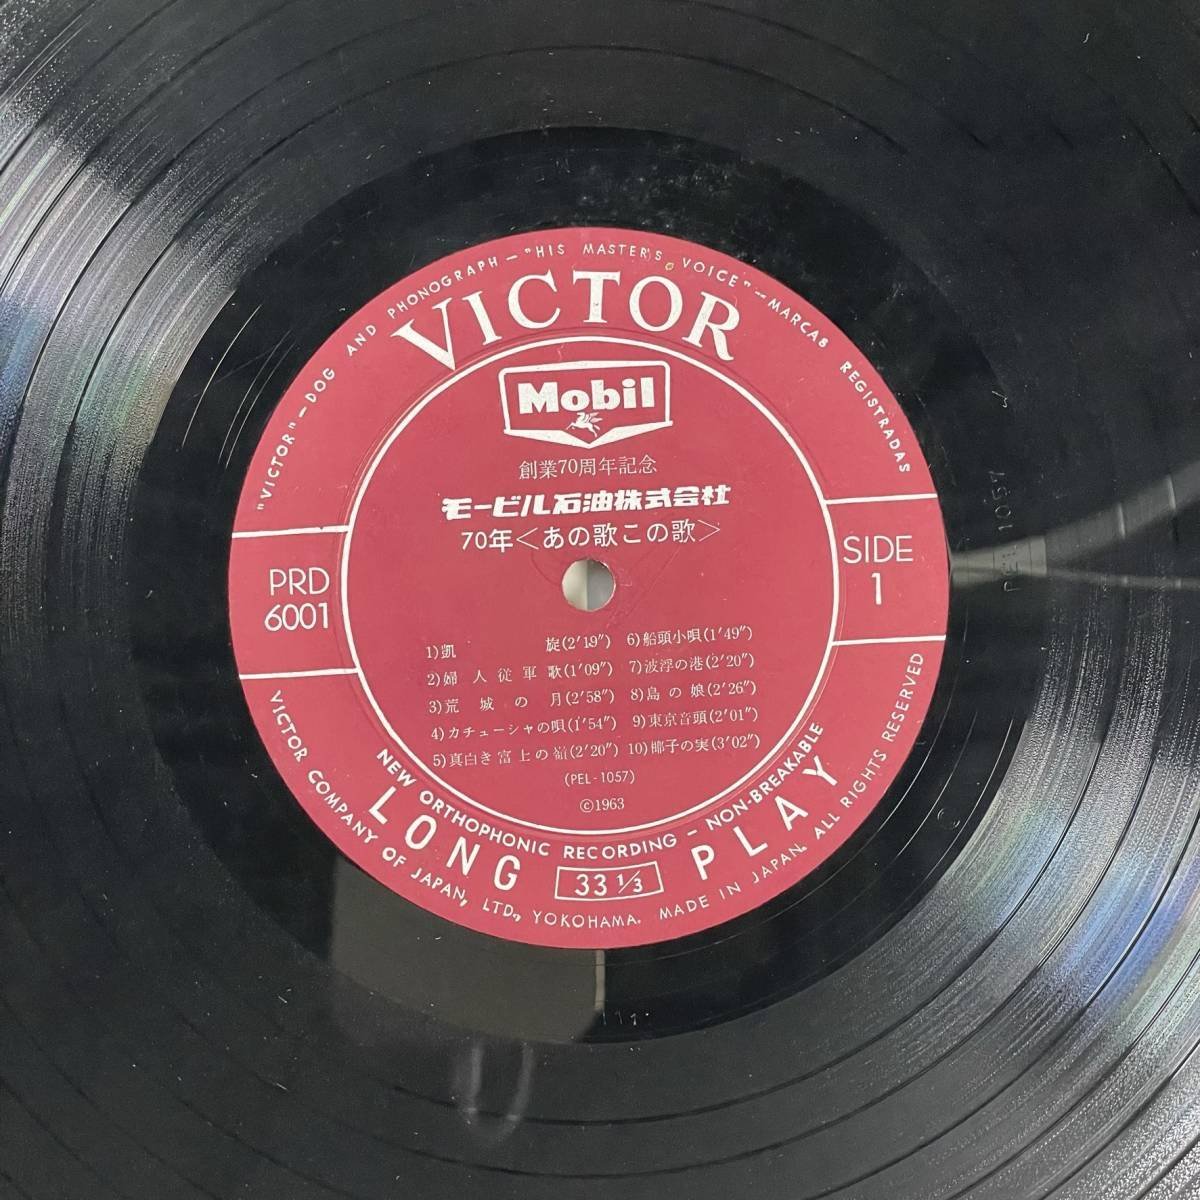 "VICTOR"—DOG AND PHONOGRAPH—"HIS MASTER'S VOICE"—MARCAS REGISTRADAS
VICTOR
Mobil
創業70周年記念
モービル石油株式会社
70年＜あの歌この歌＞
PRD
6001
SIDE
1
1)凱旋(2′19″)
2)婦人従軍歌(1′09″)
3)荒城の月(2′58″)
4)カチューシャの唄(1′54″)
5)真白き富士の嶺(2′20″)
6)船頭小唄(1′49″)
7)波浮の港(2′20″)
8)島の娘(2′26″)
9)東京音頭(2′01″)
10)椰子の実(3′02″)
(PEL-1057)
©1963
NEW ORTHOPHONIC RECORDING — NON-BREAKABLE
LONG 33 1/3 PLAY
VICTOR COMPANY OF JAPAN, LTD., YOKOHAMA. MADE IN JAPAN. ALL RIGHTS RESERVED